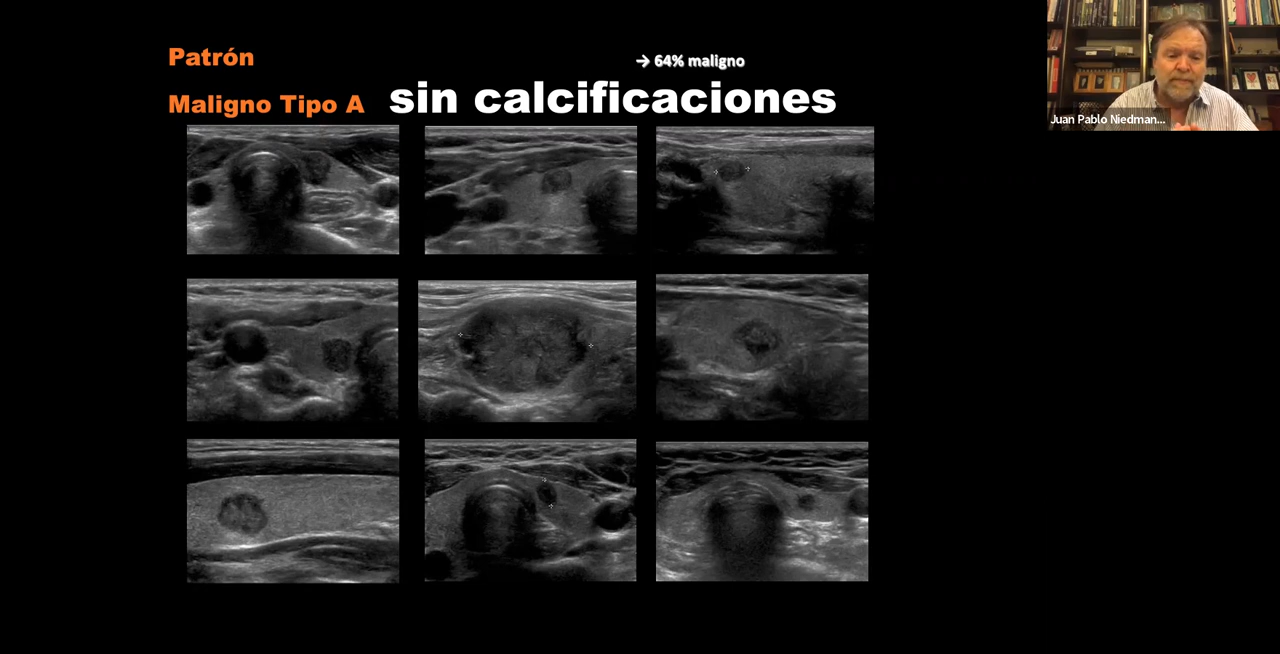 Patrón
→ 64% maligno
Maligno Tipo A sin calcificaciones
Juan Pablo Niedman...